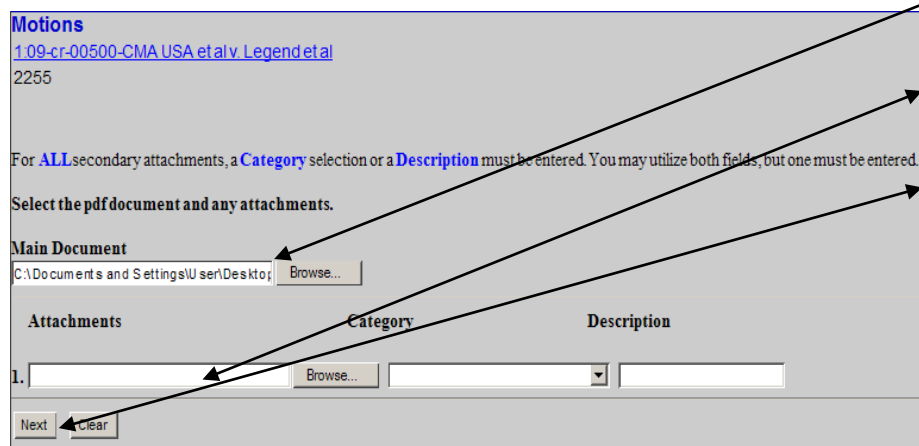 Motions
1:09-cr-00500-CMA USA et al v. Legend et al
2255
For ALL secondary attachments, a Category selection or a Description must be entered. You may utilize both fields, but one must be entered.
Select the pdf document and any attachments.
Main Document
C:\Documents and Settings\User\Desktop Browse...
Attachments Category Description
1. Browse...
Next Clear